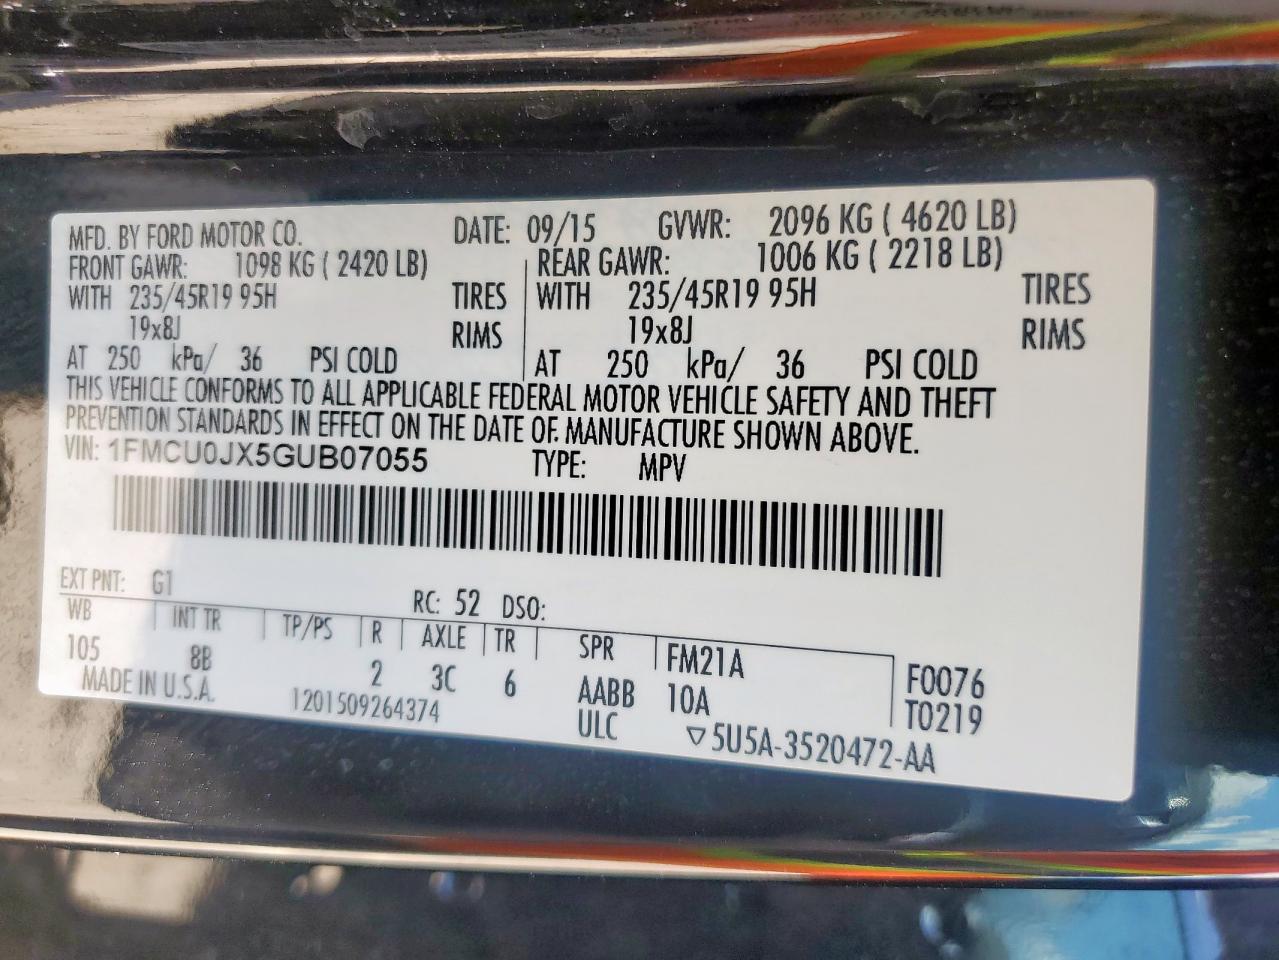 MFD. BY FORD MOTOR CO. DATE: 09/15 GVWR: 2096 KG ( 4620 LB)
FRONT GAWR: 1098 KG ( 2420 LB) REAR GAWR: 1006 KG ( 2218 LB)
WITH 235/45R19 95H TIRES WITH 235/45R19 95H TIRES
19x8J RIMS 19x8J RIMS
AT 250 kPa/ 36 PSI COLD AT 250 kPa/ 36 PSI COLD
THIS VEHICLE CONFORMS TO ALL APPLICABLE FEDERAL MOTOR VEHICLE SAFETY AND THEFT
PREVENTION STANDARDS IN EFFECT ON THE DATE OF MANUFACTURE SHOWN ABOVE.
VIN: 1FMCU0JX5GUB07055 TYPE: MPV
EXT PNT: G1 RC: 52 DSO:
WB INT TR TP/PS R AXLE TR SPR FM21A F0076
105 8B 2 3C 6 AABB 10A T0219
MADE IN U.S.A. 1201509264374 ULC ▽5U5A-3520472-AA